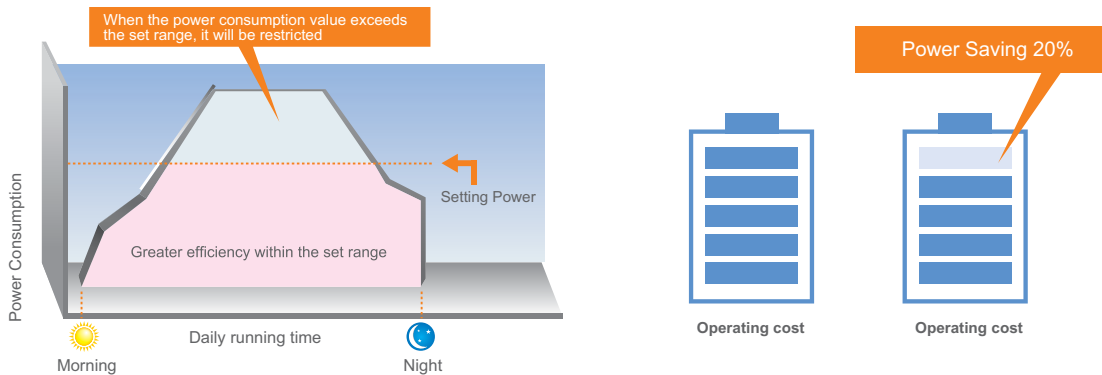 When the power consumption value exceeds
the set range, it will be restricted
Power Saving 20%
Power Consumption
Setting Power
Greater efficiency within the set range
Daily running time
Morning
Night
Operating cost
Operating cost